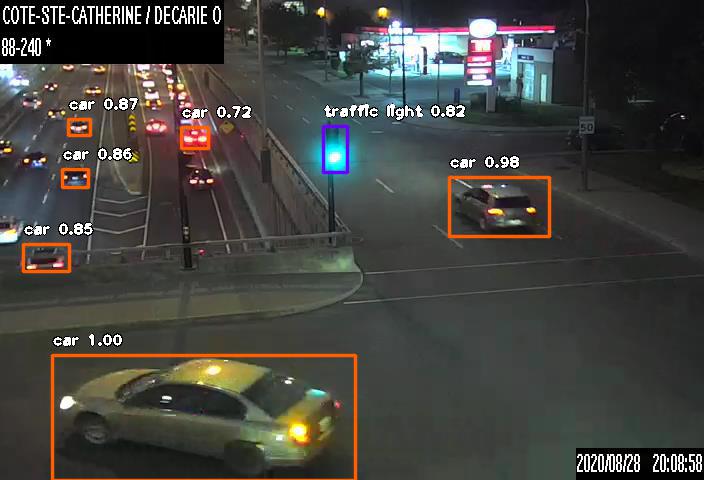 COTE-STE-CATHERINE / DECARIE O
88-240 *
car 0.87
car 0.72
traffic light 0.82
car 0.86
car 0.98
50
car 0.85
car 1.00
2020/08/28 20:08:58